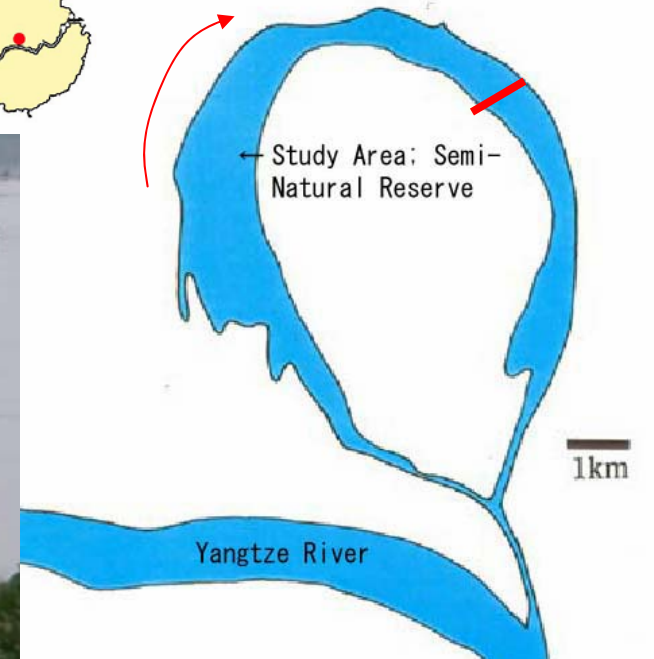 ← Study Area; Semi-
Natural Reserve
1km
Yangtze River